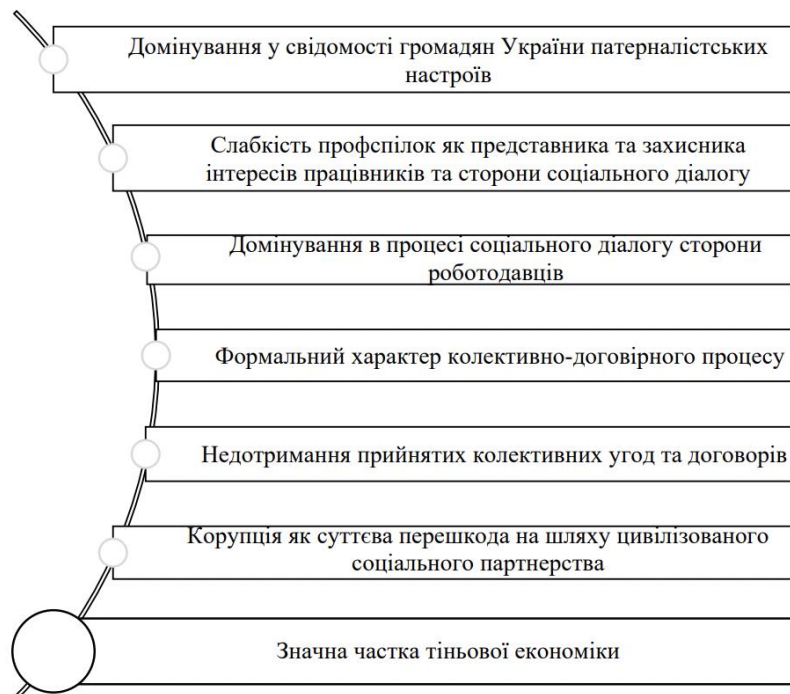 Домінування у свідомості громадян України патерналістських
настроїв
Слабкість профспілок як представника та захисника
інтересів працівників та сторони соціального діалогу
Домінування в процесі соціального діалогу сторони
роботодавців
Формальний характер колективно-договірного процесу
Недотримання прийнятих колективних угод та договорів
Корупція як суттєва перешкода на шляху цивілізованого
соціального партнерства
Значна частка тіньової економіки